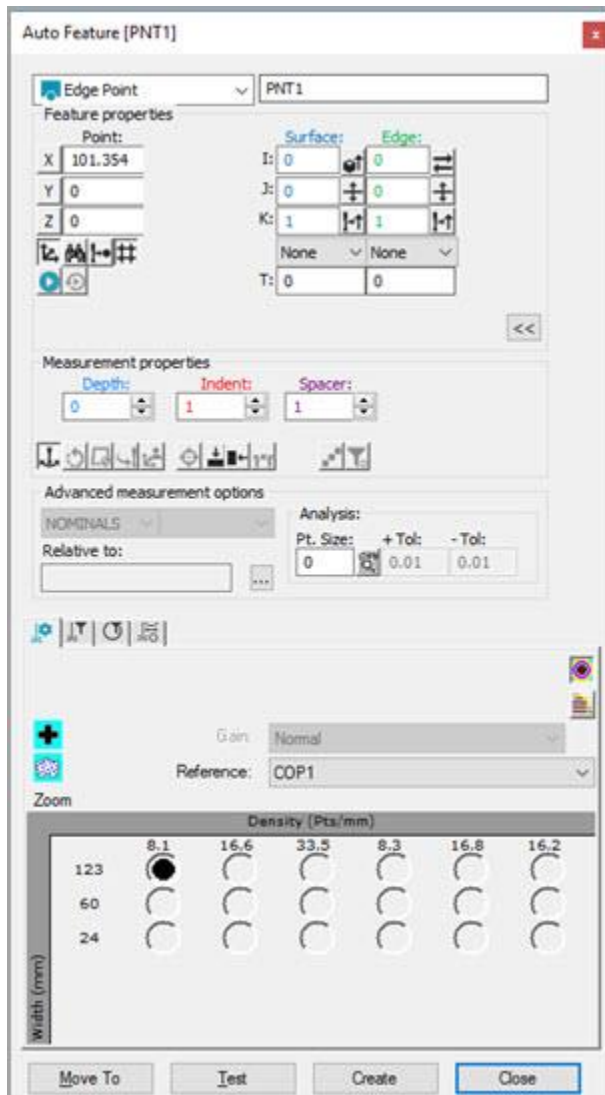 Auto Feature [PNT1]
x
Edge Point PNT1
Feature properties
Point: Surface: Edge:
X 101.354 I: 0 0
Y 0 J: 0 0
Z 0 K: 1 1
None None
T: 0 0
<<
Measurement properties
Depth: Indent: Spacer:
0 1 1
Advanced measurement options
NOMINALS Analysis:
Pt. Size: + Tol: - Tol:
Relative to: 0 0.01 0.01
...
Gain: Normal
Reference: COP1
Zoom
Density (Pts/mm)
8.1 16.6 33.5 8.3 16.8 16.2
123
60
24
Width (mm)
Move To Test Create Close